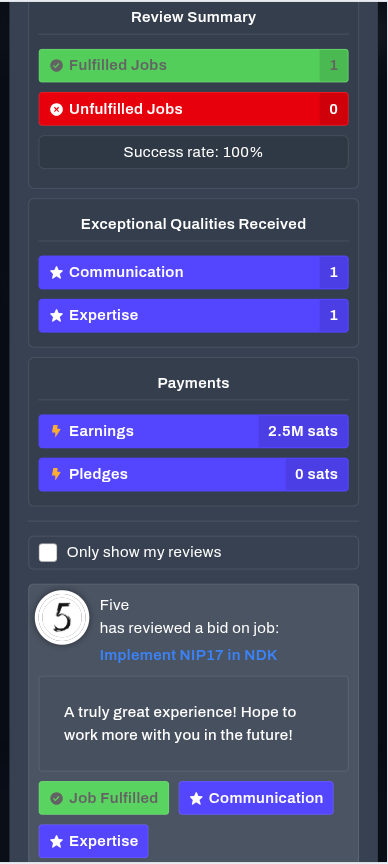 Review Summary
Fulfilled Jobs 1
Unfulfilled Jobs 0
Success rate: 100%
Exceptional Qualities Received
Communication 1
Expertise 1
Payments
Earnings 2.5M sats
Pledges 0 sats
Only show my reviews
5
Five
has reviewed a bid on job:
Implement NIP17 in NDK
A truly great experience! Hope to
work more with you in the future!
Job Fulfilled Communication
Expertise